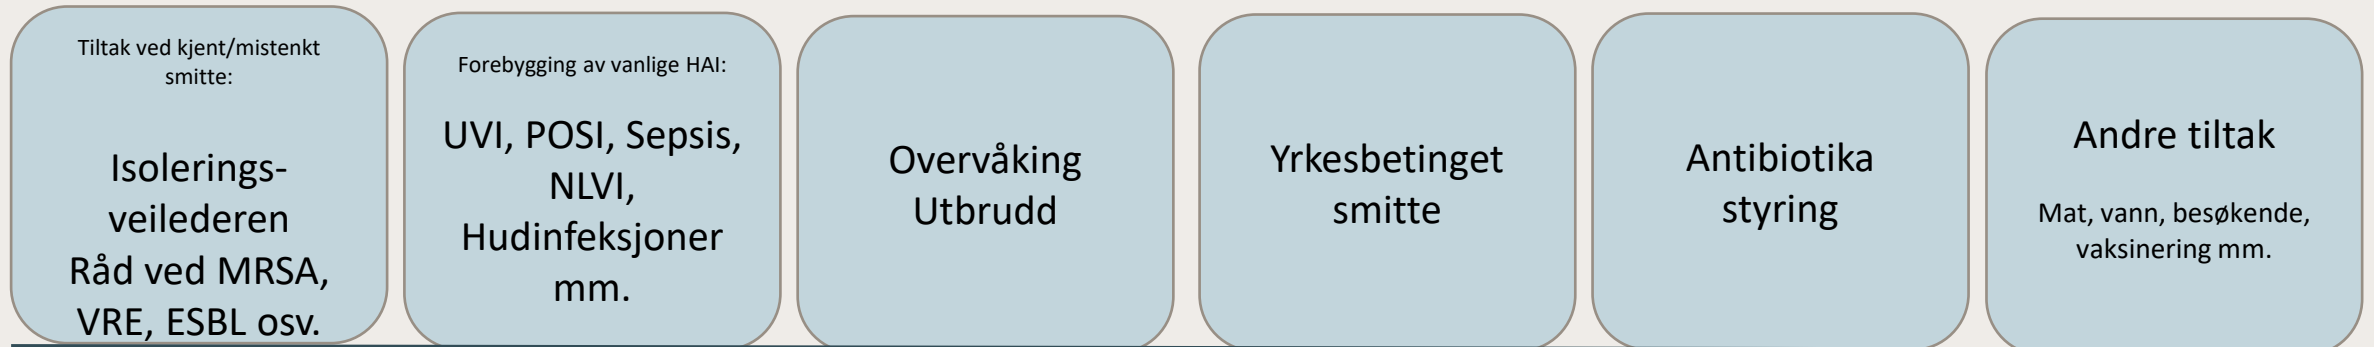 Tiltak ved kjent/mistenkt
smitte:
Isolerings-
veilederen
Råd ved MRSA,
VRE, ESBL osv.
Forebygging av vanlige HAI:
UVI, POSI, Sepsis,
NLVI,
Hudinfeksjoner
mm.
Overvåking
Utbrudd
Yrkesbetinget
smitte
Antibiotika
styring
Andre tiltak
Mat, vann, besøkende,
vaksinering mm.